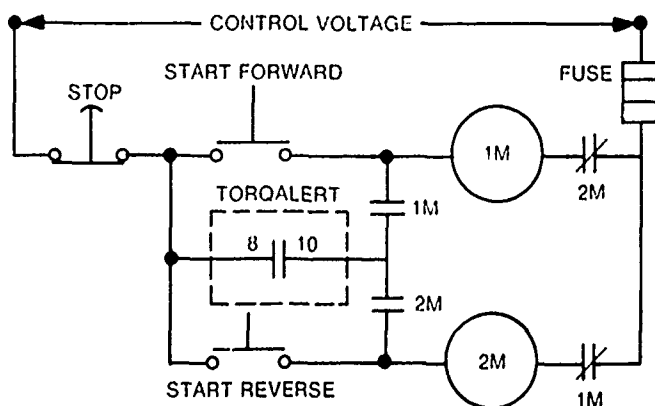 CONTROL VOLTAGE
START FORWARD
FUSE
STOP
1M
2M
TORQALERT
1M
8 10
2M
START REVERSE
2M
1M